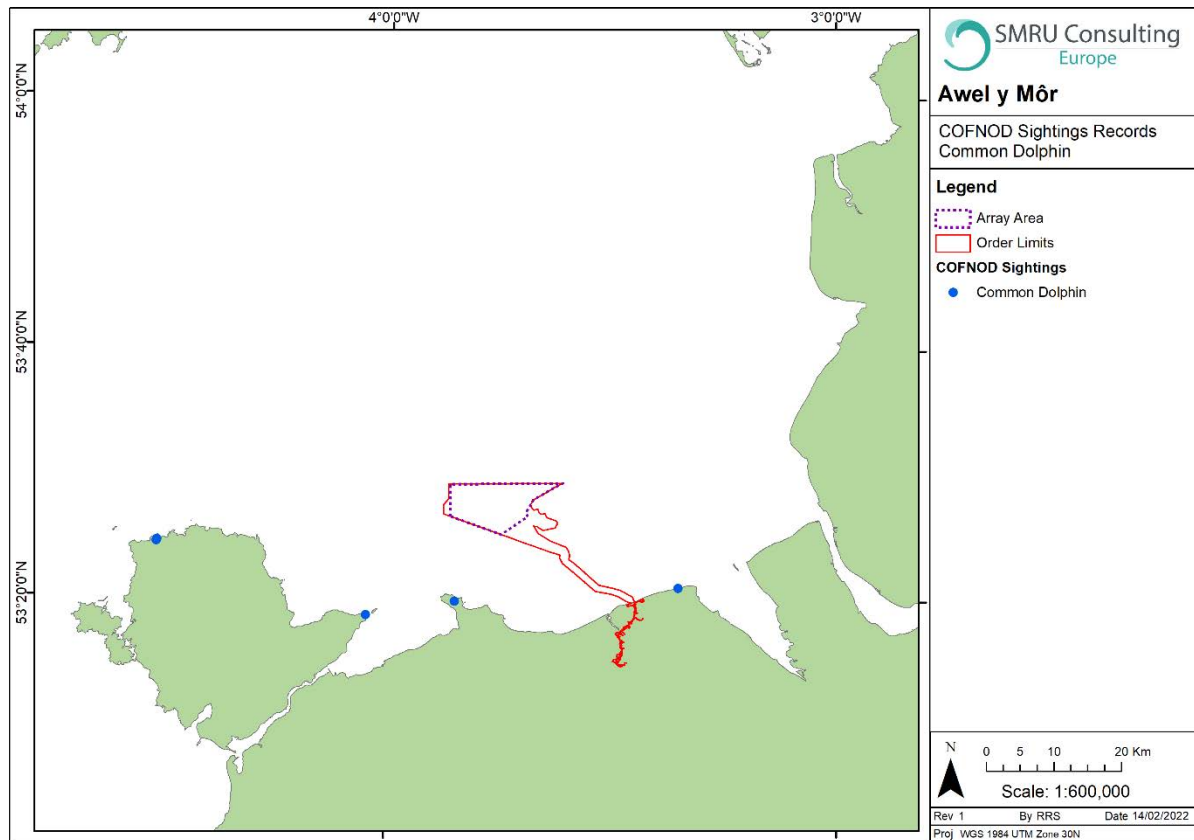 4°0'0"W
3°0'0"W
54°0'0"N
53°40'0"N
53°20'0"N
SMRU Consulting
Europe
Awel y Môr
COFNOD Sightings Records
Common Dolphin
Legend
Array Area
Order Limits
COFNOD Sightings
Common Dolphin
N
0 5 10 20 Km
Scale: 1:600,000
Rev 1 By RRS Date 14/02/2022
Proj WGS 1984 UTM Zone 30N